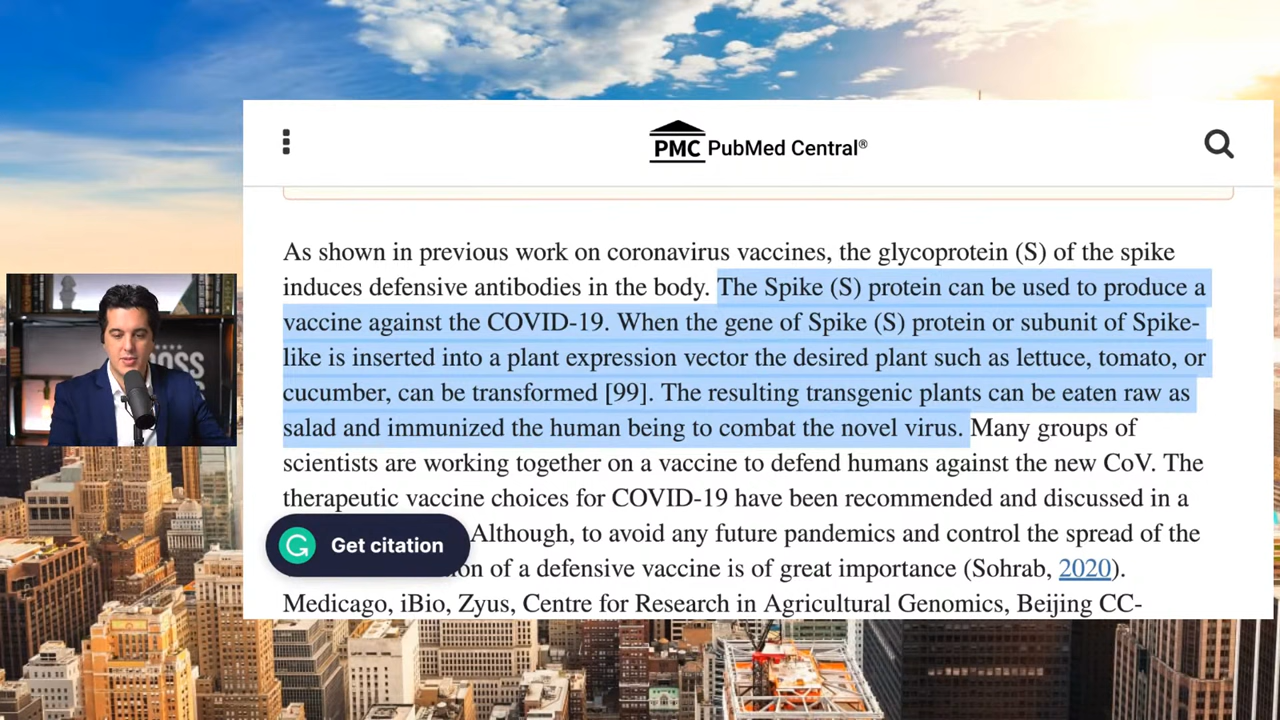 PMC PubMed Central®
As shown in previous work on coronavirus vaccines, the glycoprotein (S) of the spike
induces defensive antibodies in the body. The Spike (S) protein can be used to produce a
vaccine against the COVID-19. When the gene of Spike (S) protein or subunit of Spike-
like is inserted into a plant expression vector the desired plant such as lettuce, tomato, or
cucumber, can be transformed [99]. The resulting transgenic plants can be eaten raw as
salad and immunized the human being to combat the novel virus. Many groups of
scientists are working together on a vaccine to defend humans against the new CoV. The
therapeutic vaccine choices for COVID-19 have been recommended and discussed in a
Although, to avoid any future pandemics and control the spread of the
Get citation
on of a defensive vaccine is of great importance (Sohrab, 2020).
Medicago, iBio, Zyus, Centre for Research in Agricultural Genomics, Beijing CC-